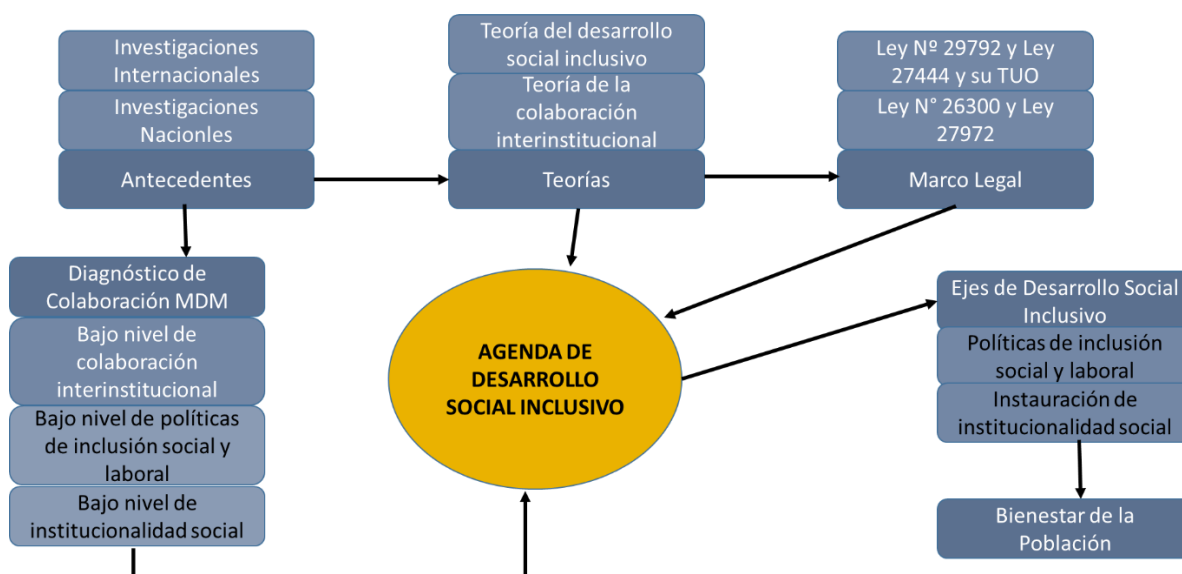 Investigaciones
Internacionales
Investigaciones
Nacionles
Antecedentes
Teoría del desarrollo
social inclusivo
Teoría de la
colaboración
interinstitucional
Teorías
Ley Nº 29792 y Ley
27444 y su TUO
Ley N° 26300 y Ley
27972
Marco Legal
Diagnóstico de
Colaboración MDM
Bajo nivel de
colaboración
interinstitucional
Bajo nivel de políticas
de inclusión social y
laboral
Bajo nivel de
institucionalidad social
AGENDA DE
DESARROLLO
SOCIAL INCLUSIVO
Ejes de Desarrollo Social
Inclusivo
Políticas de inclusión
social y laboral
Instauración de
institucionalidad social
Bienestar de la
Población